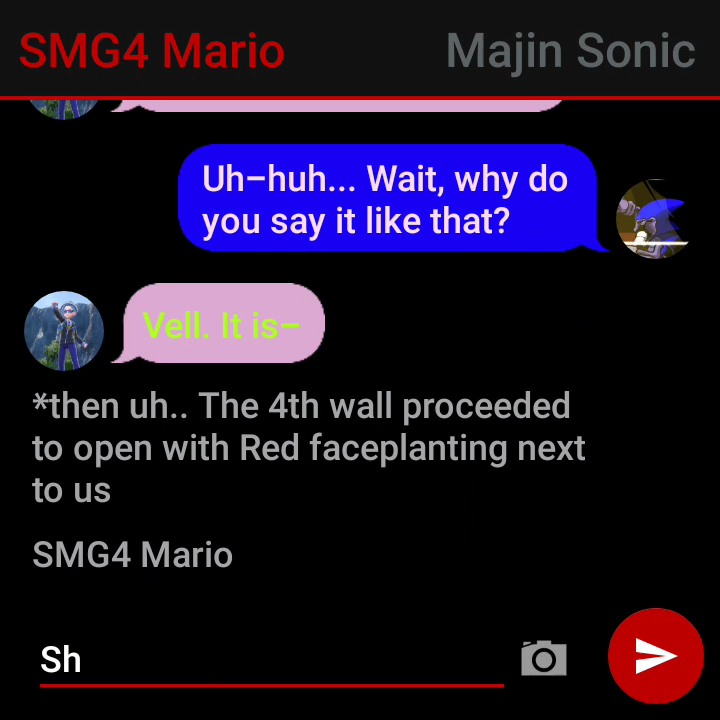 SMG4 Mario Majin Sonic
Uh–huh... Wait, why do
you say it like that?
Vell. It is–
*then uh.. The 4th wall proceeded
to open with Red faceplanting next
to us
SMG4 Mario
Sh